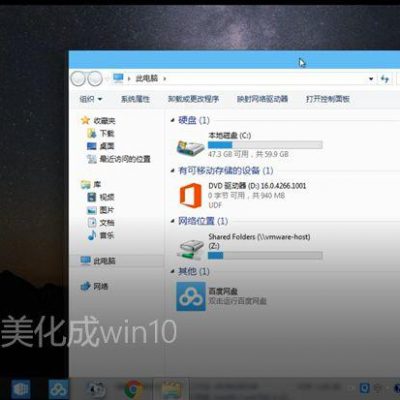 此电脑
组织
系统属性
卸载或更改程序
映射网络驱动器
打开控制面板
收藏夹
下载
桌面
最近访问的位置
库
视频
图片
文档
音乐
此电脑
网络
硬盘 (1)
本地磁盘 (C:)
47.3 GB 可用，共 59.9 GB
有可移动存储的设备 (1)
DVD 驱动器 (D:) 16.0.4266.1001
0 字节 可用，共 940 MB
UDF
网络位置 (1)
Shared Folders (\\vmware-host)
(Z:)
其他 (1)
百度网盘
双击运行百度网盘
美化成win10